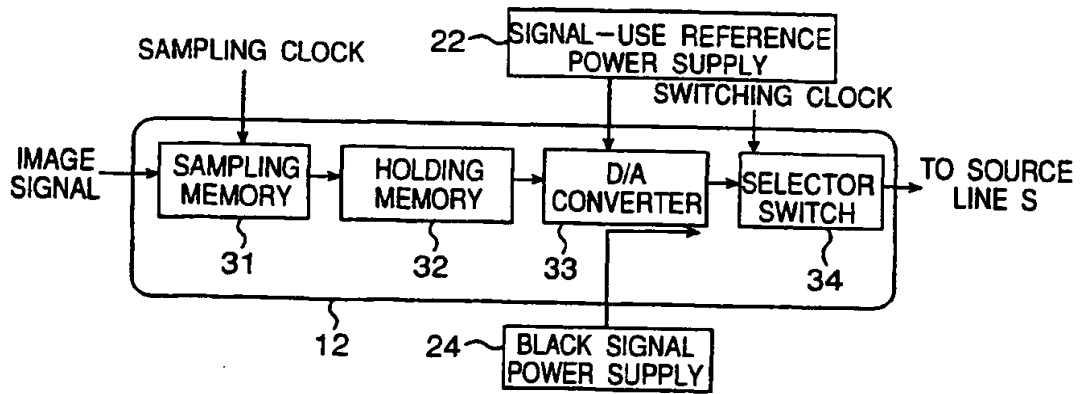 22
SIGNAL-USE REFERENCE
POWER SUPPLY
SAMPLING CLOCK
SWITCHING CLOCK
IMAGE
SIGNAL
SAMPLING
MEMORY
HOLDING
MEMORY
D/A
CONVERTER
SELECTOR
SWITCH
TO SOURCE
LINE S
31
32
33
34
12
24
BLACK SIGNAL
POWER SUPPLY